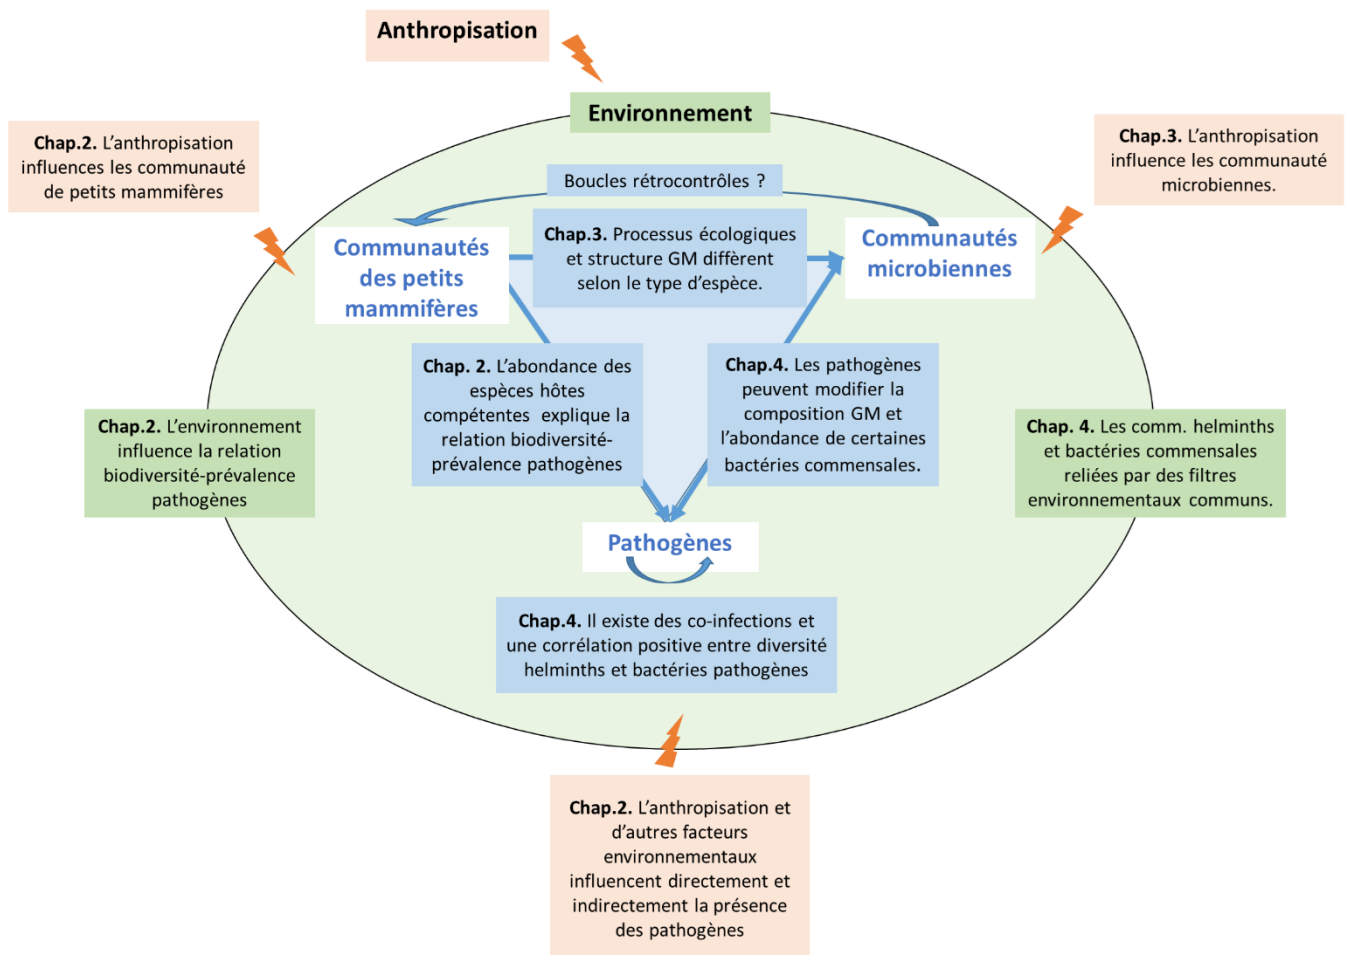 Anthropisation
Environnement
Chap.2. L’anthropisation
influences les communauté
de petits mammifères
Chap.3. L’anthropisation
influence les communauté
microbiennes.
Boucles rétrocontrôles ?
Communautés
des petits
mammifères
Chap.3. Processus écologiques
et structure GM diffèrent
selon le type d’espèce.
Communautés
microbiennes
Chap. 2. L’abondance des
espèces hôtes
compétentes explique la
relation biodiversité-
prévalence pathogènes
Chap.4. Les pathogènes
peuvent modifier la
composition GM et
l’abondance de certaines
bactéries commensales.
Chap.2. L’environnement
influence la relation
biodiversité-prévalence
pathogènes
Chap. 4. Les comm. helminths
et bactéries commensales
reliées par des filtres
environnementaux communs.
Pathogènes
Chap.4. Il existe des co-infections et
une corrélation positive entre diversité
helminths et bactéries pathogènes
Chap.2. L’anthropisation et
d’autres facteurs
environnementaux
influencent directement et
indirectement la présence
des pathogènes